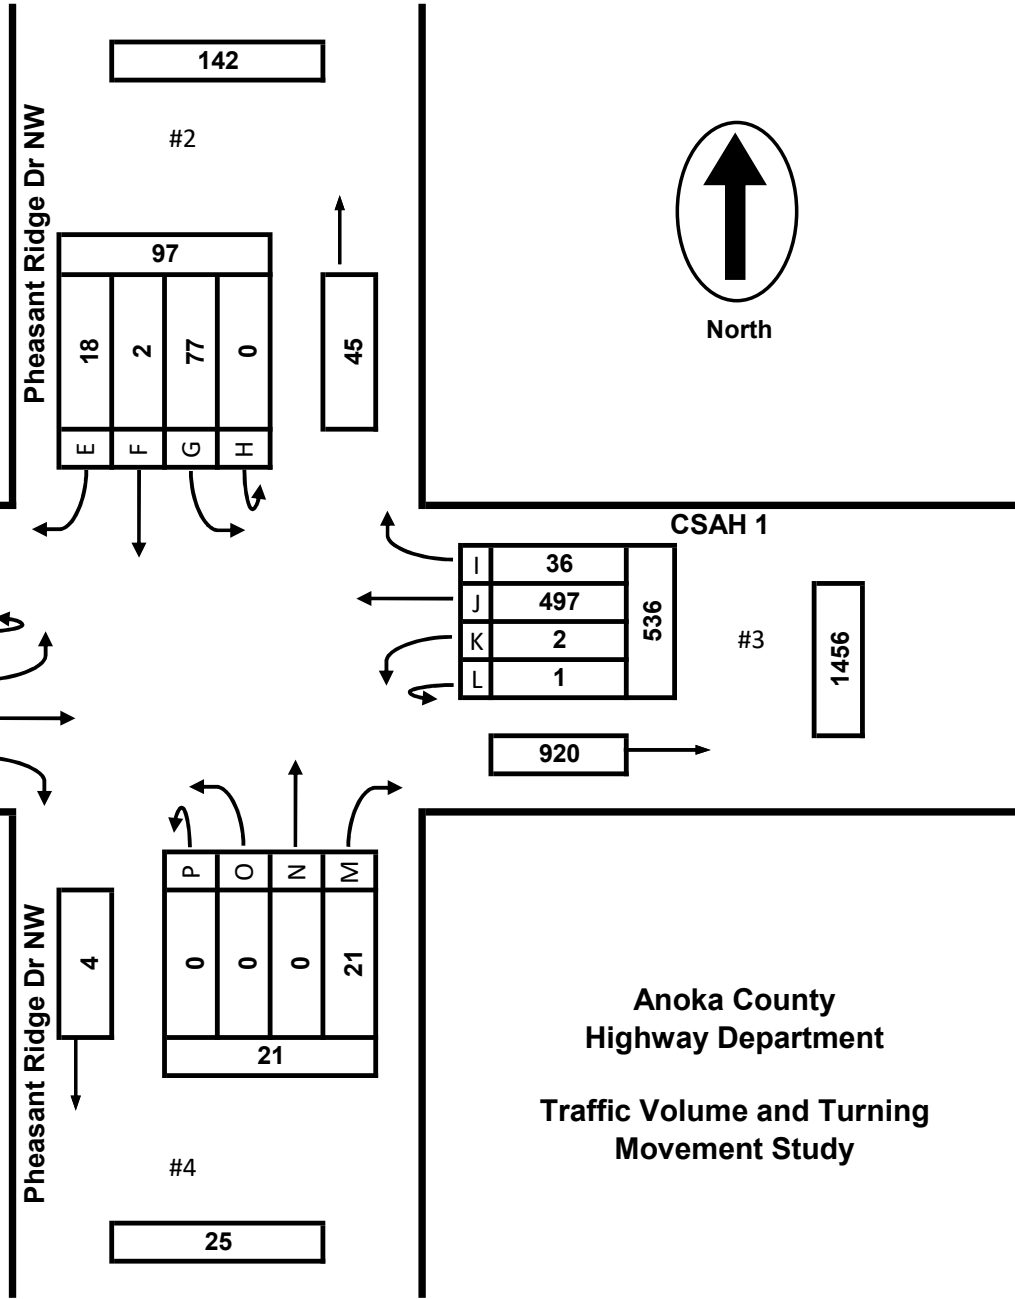 142
#2
Pheasant Ridge Dr NW
97
18
2
77
0
E
F
G
H
45
North
CSAH 1
I
36
J
497
K
2
L
1
536
#3
1456
920
P
O
N
M
0
0
0
21
21
4
Pheasant Ridge Dr NW
#4
25
Anoka County
Highway Department
Traffic Volume and Turning
Movement Study